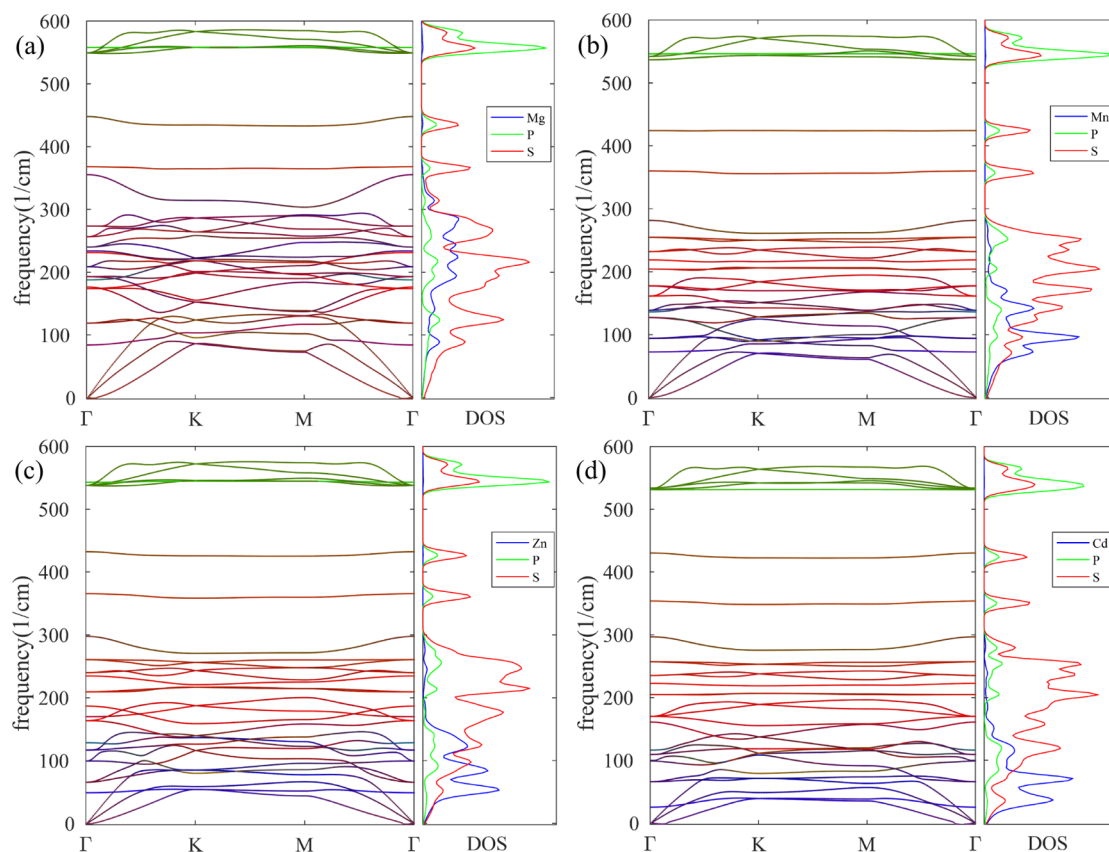 (a)
600
500
400
300
200
100
0
frequency(1/cm)
Γ K M Γ DOS
Mg
P
S
(b)
600
500
400
300
200
100
0
frequency(1/cm)
Γ K M Γ DOS
Mn
P
S
(c)
600
500
400
300
200
100
0
frequency(1/cm)
Γ K M Γ DOS
Zn
P
S
(d)
600
500
400
300
200
100
0
frequency(1/cm)
Γ K M Γ DOS
Cd
P
S